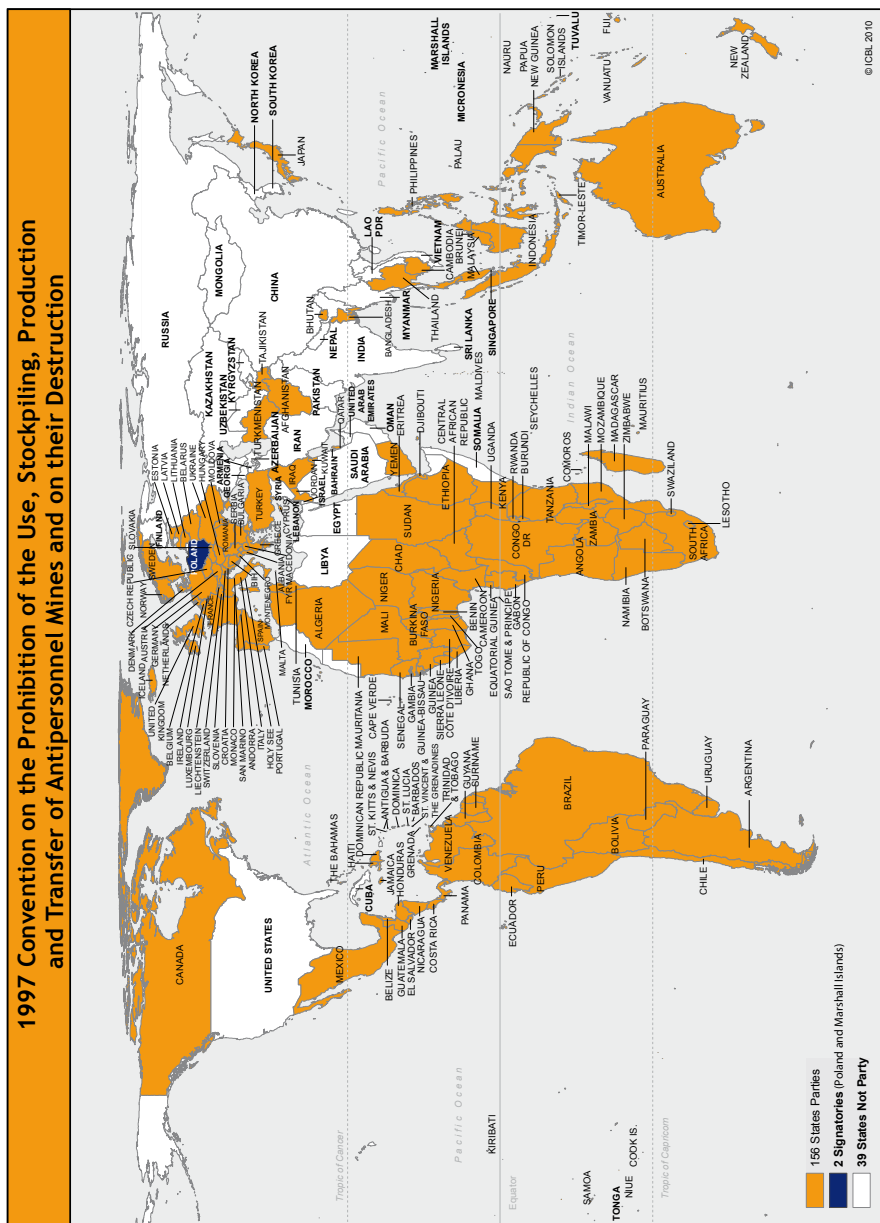 1997 Convention on the Prohibition of the Use, Stockpiling, Production
and Transfer of Antipersonnel Mines and on their Destruction
CANADA
UNITED STATES
MEXICO
Atlantic Ocean
Pacific Ocean
Tropic of Cancer
Equator
Tropic of Capricorn
KIRIBATI
SAMOA
TONGA
NIUE
COOK IS.
THE BAHAMAS
CUBA
HAITI
DOMINICAN REPUBLIC
ST. KITTS & NEVIS
ANTIGUA & BARBUDA
DOMINICA
ST. LUCIA
BARBADOS
ST. VINCENT &
THE GRENADINES
GRENADA
TRINIDAD
& TOBAGO
JAMAICA
BELIZE
HONDURAS
GUATEMALA
EL SALVADOR
NICARAGUA
COSTA RICA
PANAMA
VENEZUELA
GUYANA
SURINAME
COLOMBIA
ECUADOR
PERU
BRAZIL
BOLIVIA
PARAGUAY
CHILE
URUGUAY
ARGENTINA
DENMARK
CZECH REPUBLIC
SLOVAKIA
ICELAND
AUSTRIA
NORWAY
SWEDEN
FINLAND
GERMANY
NETHERLANDS
UNITED
KINGDOM
BELGIUM
IRELAND
LUXEMBOURG
LIECHTENSTEIN
SWITZERLAND
SLOVENIA
CROATIA
MONACO
SAN MARINO
ANDORRA
ITALY
HOLY SEE
PORTUGAL
FRANCE
SPAIN
OLAND
ROMANIA
BIH
MONTENEGRO
ALBANIA
FYR MACEDONIA
GREECE
CYPRUS
MALTA
ESTONIA
LATVIA
LITHUANIA
BELARUS
UKRAINE
HUNGARY
MOLDOVA
ARMENIA
GEORGIA
SERBIA
BULGARIA
TURKEY
SYRIA
LEBANON
ISRAEL
JORDAN
IRAQ
KUWAIT
BAHRAIN
QATAR
SAUDI
ARABIA
UNITED
ARAB
EMIRATES
OMAN
YEMEN
IRAN
AZERBAIJAN
TURKMENISTAN
UZBEKISTAN
KAZAKHSTAN
KYRGYZSTAN
TAJIKISTAN
AFGHANISTAN
PAKISTAN
RUSSIA
MONGOLIA
CHINA
NORTH KOREA
SOUTH KOREA
JAPAN
BHUTAN
NEPAL
INDIA
BANGLADESH
MYANMAR
LAO
PDR
THAILAND
VIETNAM
CAMBODIA
BRUNEI
MALAYSIA
SRI LANKA
MALDIVES
SINGAPORE
INDONESIA
PHILIPPINES
PALAU
Pacific Ocean
MARSHALL
ISLANDS
MICRONESIA
NAURU
PAPUA
NEW GUINEA
SOLOMON
ISLANDS
TUVALU
VANUATU
FIJI
TIMOR-LESTE
AUSTRALIA
NEW
ZEALAND
TUNISIA
MOROCCO
ALGERIA
LIBYA
EGYPT
MAURITANIA
CAPE VERDE
SENEGAL
GAMBIA
GUINEA-BISSAU
GUINEA
SIERRA LEONE
LIBERIA
CÔTE D'IVOIRE
GHANA
TOGO
BENIN
MALI
BURKINA
FASO
NIGER
NIGERIA
CHAD
SUDAN
ERITREA
DJIBOUTI
ETHIOPIA
CENTRAL
AFRICAN
REPUBLIC
SOMALIA
CAMEROON
EQUATORIAL GUINEA
SAO TOME & PRINCIPE
GABON
REPUBLIC OF CONGO
CONGO,
DR
UGANDA
KENYA
RWANDA
BURUNDI
TANZANIA
SEYCHELLES
COMOROS
Indian Ocean
ANGOLA
ZAMBIA
MALAWI
MOZAMBIQUE
MADAGASCAR
ZIMBABWE
MAURITIUS
NAMIBIA
BOTSWANA
SOUTH
AFRICA
SWAZILAND
LESOTHO
156 States Parties
2 Signatories (Poland and Marshall Islands)
39 States Not Party
© ICBL 2010